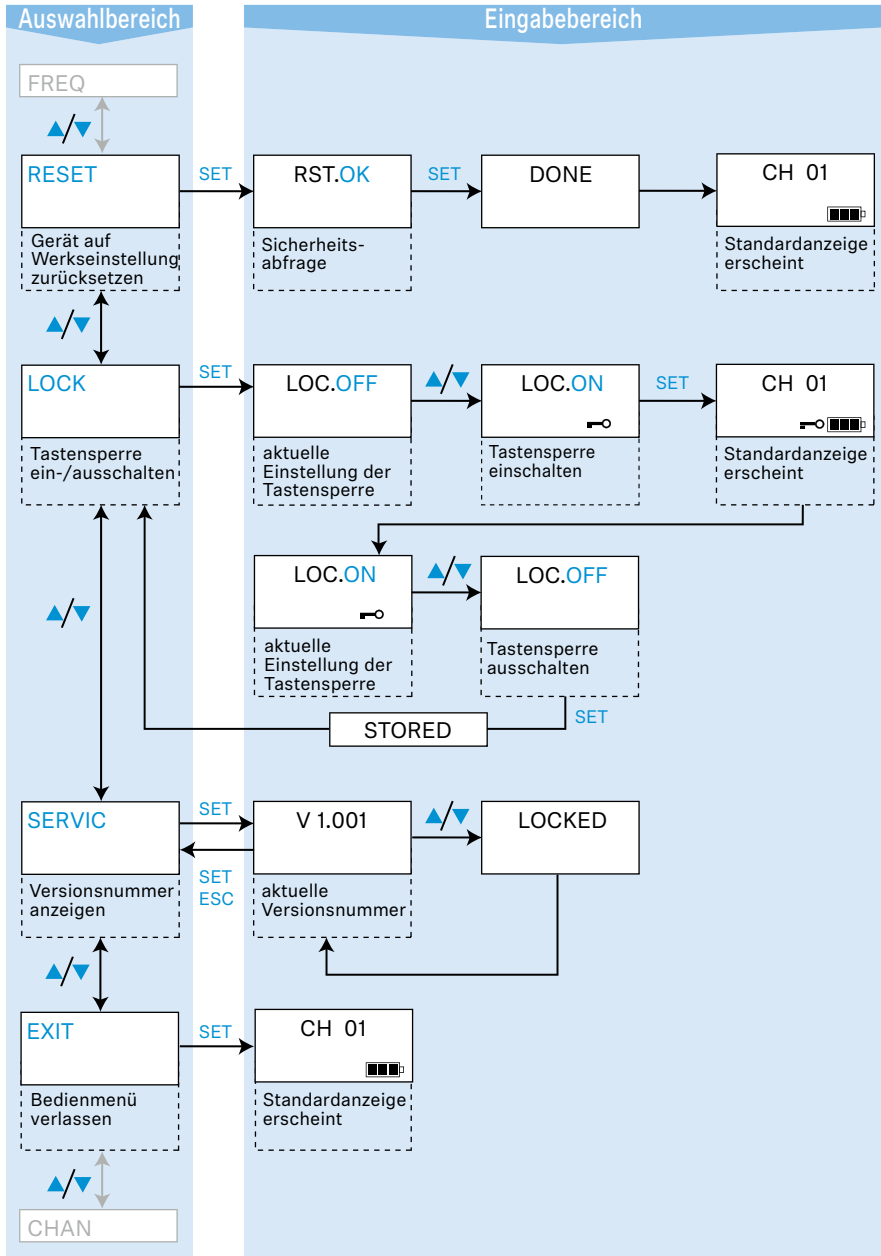 Auswahlbereich
Eingabebereich
FREQ
▲/▼
RESET
SET
RST.OK
SET
DONE
CH 01
Gerät auf
Werkseinstellung
zurücksetzen
Sicherheits-
abfrage
Standardanzeige
erscheint
▲/▼
LOCK
SET
LOC.OFF
▲/▼
LOC.ON
SET
CH 01
Tastensperre
ein-/ausschalten
aktuelle
Einstellung der
Tastensperre
Tastensperre
einschalten
Standardanzeige
erscheint
▲/▼
LOC.ON
▲/▼
LOC.OFF
aktuelle
Einstellung der
Tastensperre
Tastensperre
ausschalten
SET
STORED
SERVIC
SET
V 1.001
▲/▼
LOCKED
SET
ESC
Versionsnummer
anzeigen
aktuelle
Versionsnummer
▲/▼
EXIT
SET
CH 01
Bedienmenü
verlassen
Standardanzeige
erscheint
▲/▼
CHAN